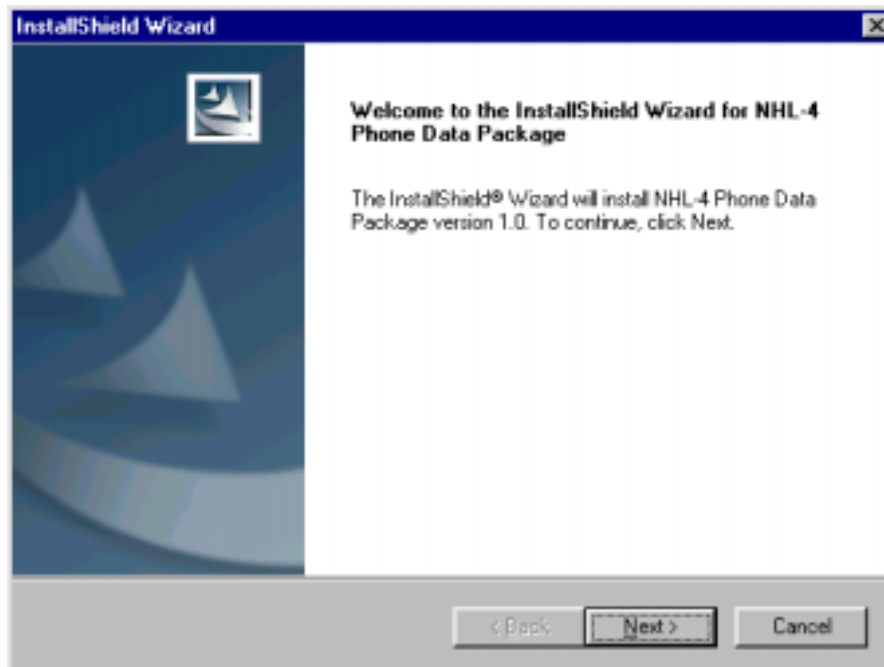 InstallShield Wizard
Welcome to the InstallShield Wizard for NHL-4
Phone Data Package
The InstallShield® Wizard will install NHL-4 Phone Data
Package version 1.0. To continue, click Next.
< Back
Next >
Cancel